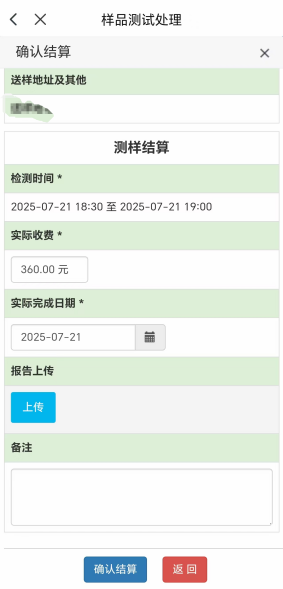 样品测试处理
确认结算
送样地址及其他
测样结算
检测时间 *
2025-07-21 18:30 至 2025-07-21 19:00
实际收费 *
360.00 元
实际完成日期 *
2025-07-21
报告上传
上传
备注
确认结算 返 回